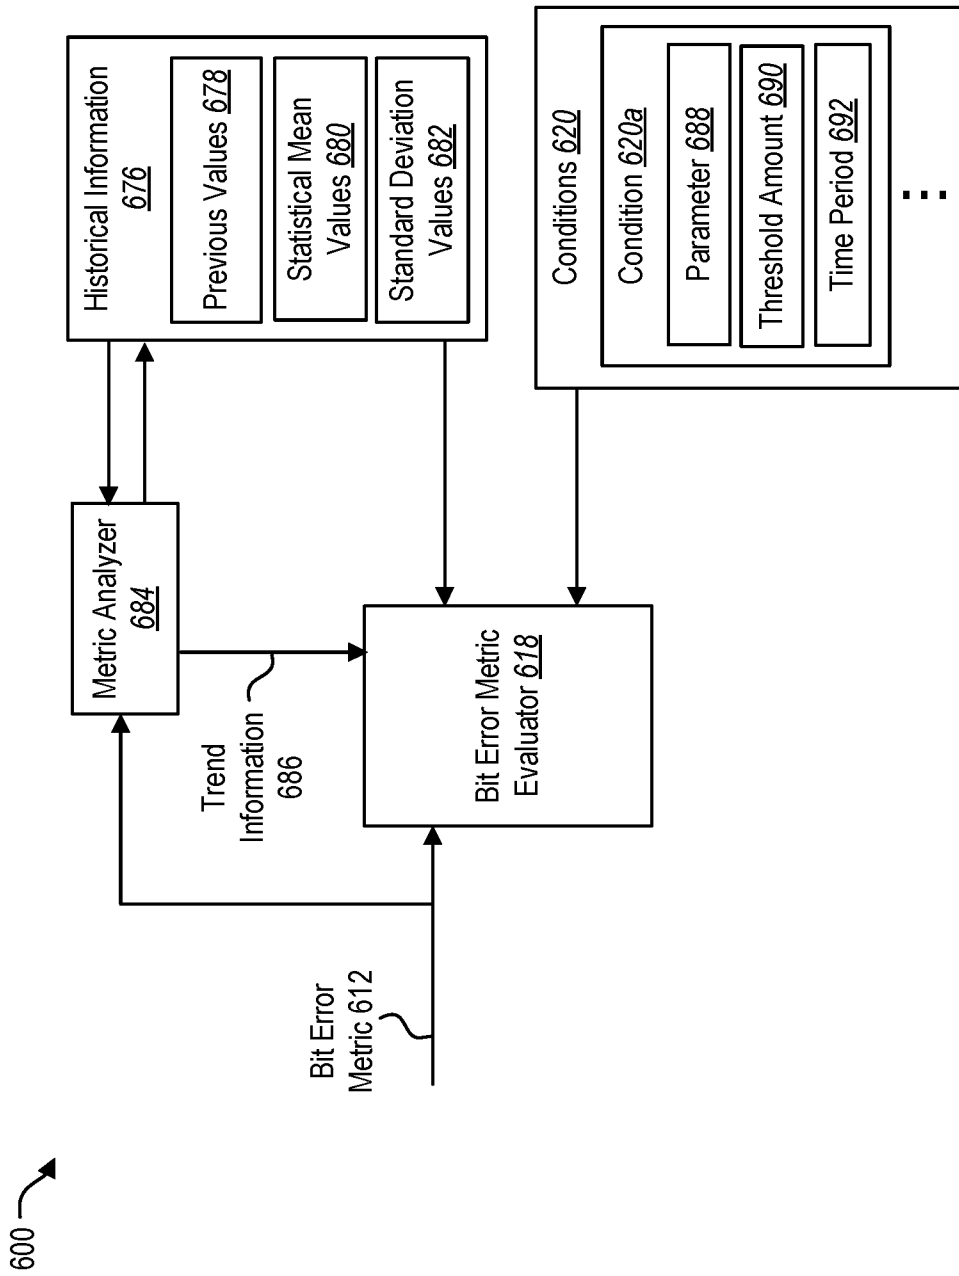 600
Bit Error
Metric 612
Trend
Information
686
Metric Analyzer
684
Bit Error Metric
Evaluator 618
Historical Information
676
Previous Values 678
Statistical Mean
Values 680
Standard Deviation
Values 682
Conditions 620
Condition 620a
Parameter 688
Threshold Amount 690
Time Period 692
...